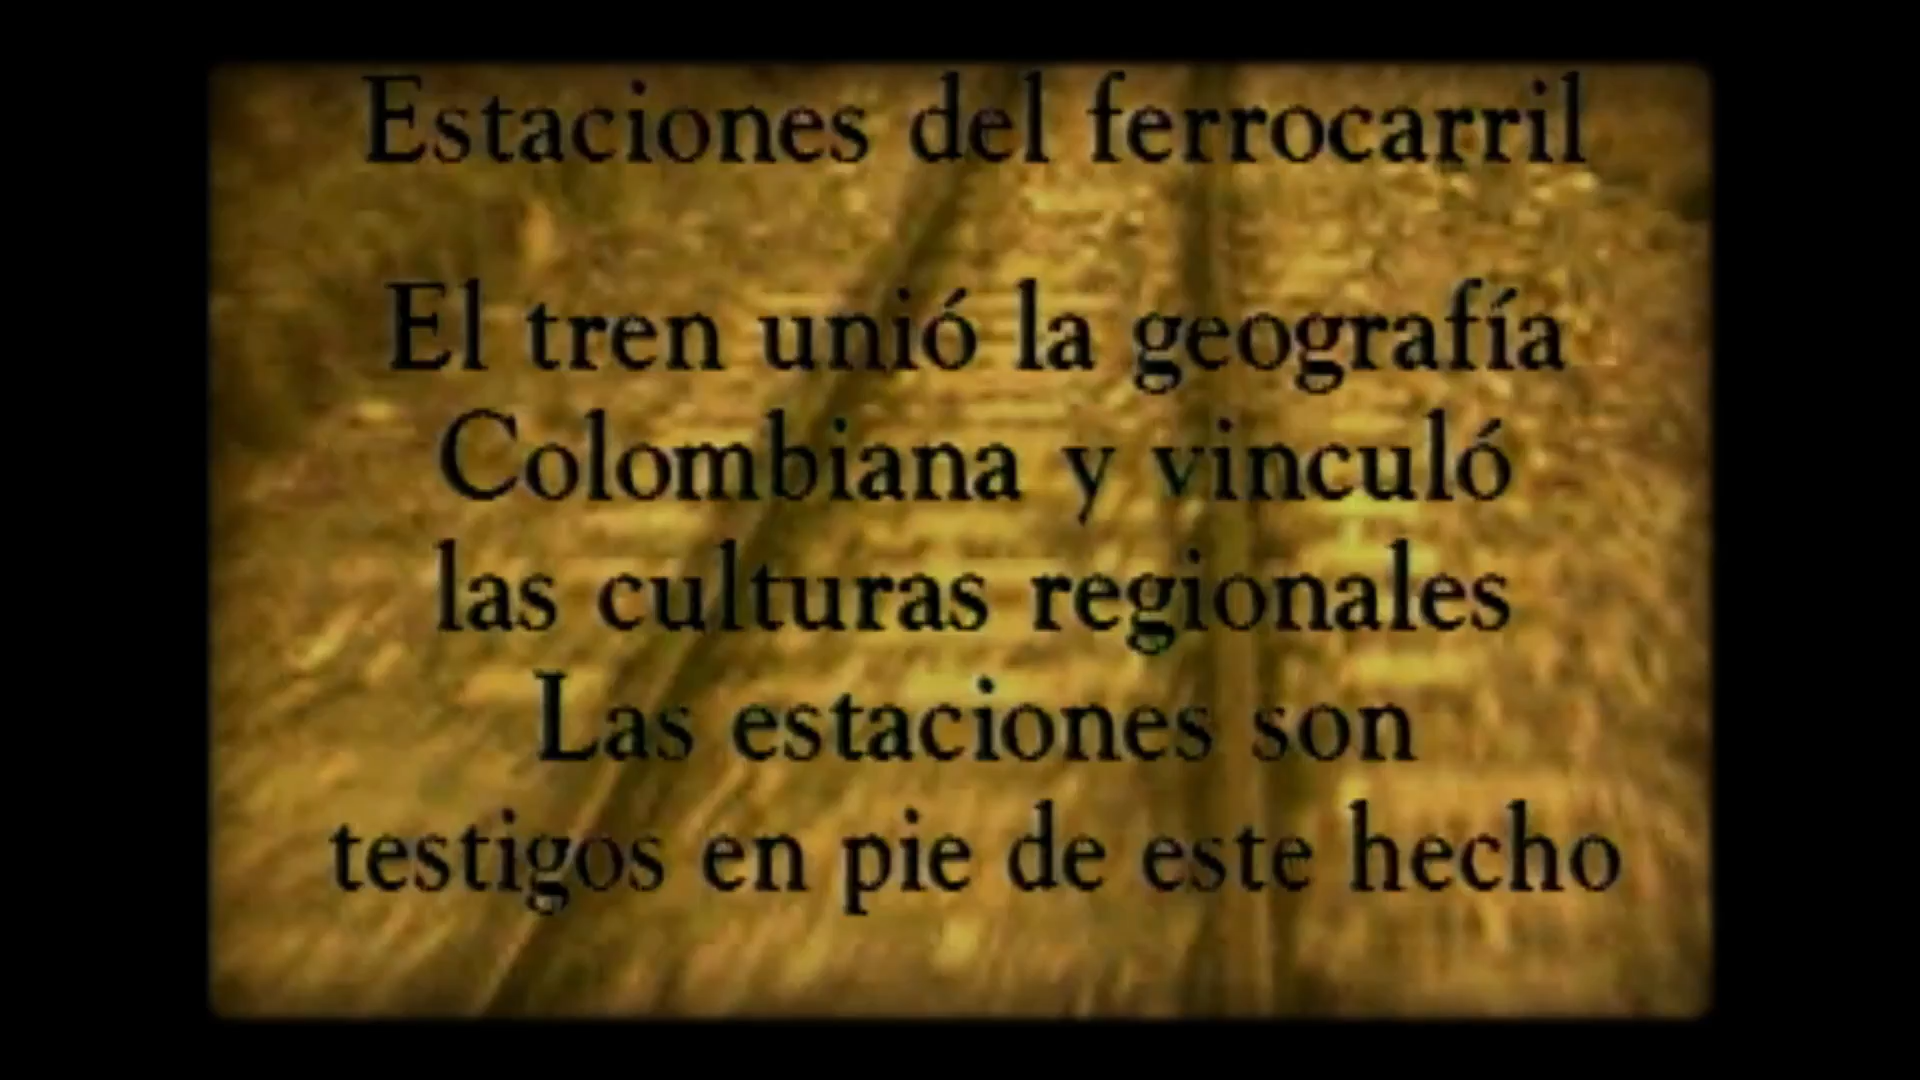 Estaciones del ferrocarril
El tren unió la geografía
Colombiana y vinculó
las culturas regionales
Las estaciones son
testigos en pie de este hecho